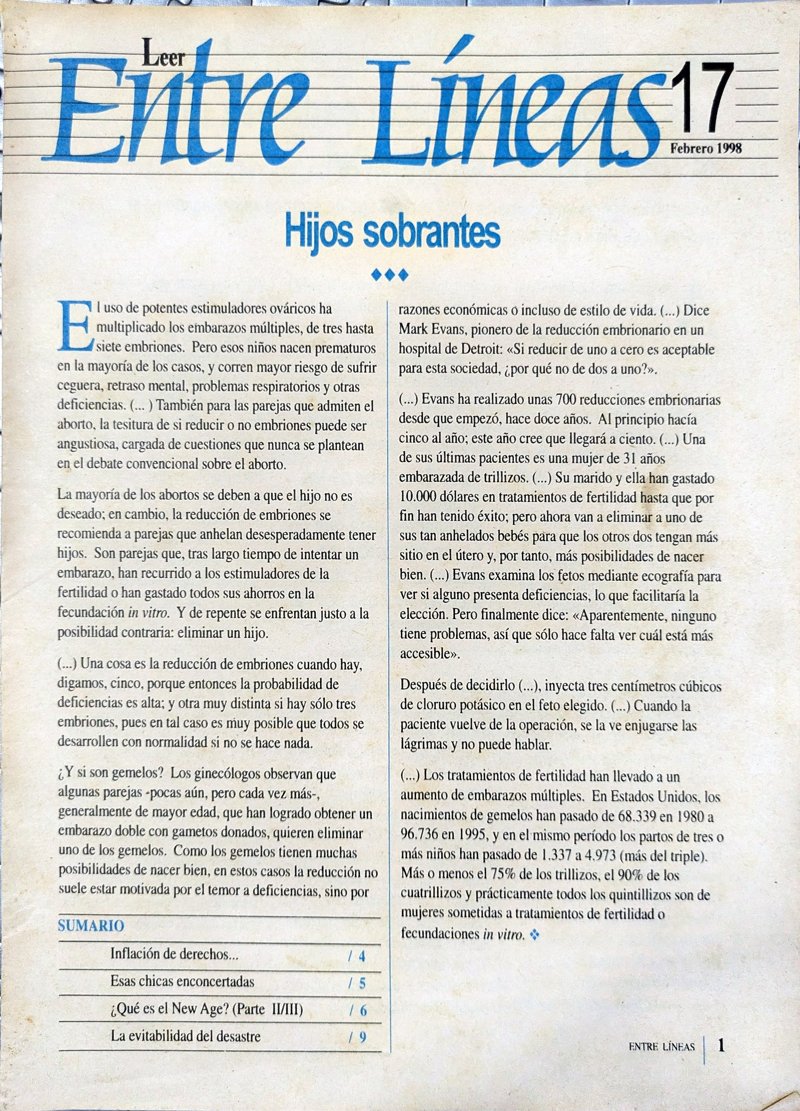 Leer
Entre Líneas 17
Febrero 1998
Hijos sobrantes
El uso de potentes estimuladores ováricos ha
multiplicado los embarazos múltiples, de tres hasta
siete embriones. Pero esos niños nacen prematuros
en la mayoría de los casos, y corren mayor riesgo de sufrir
ceguera, retraso mental, problemas respiratorios y otras
deficiencias. (... ) También para las parejas que admiten el
aborto, la tesitura de si reducir o no embriones puede ser
angustiosa, cargada de cuestiones que nunca se plantean
en el debate convencional sobre el aborto.
La mayoría de los abortos se deben a que el hijo no es
deseado; en cambio, la reducción de embriones se
recomienda a parejas que anhelan desesperadamente tener
hijos. Son parejas que, tras largo tiempo de intentar un
embarazo, han recurrido a los estimuladores de la
fertilidad o han gastado todos sus ahorros en la
fecundación in vitro. Y de repente se enfrentan justo a la
posibilidad contraria: eliminar un hijo.
(...) Una cosa es la reducción de embriones cuando hay,
digamos, cinco, porque entonces la probabilidad de
deficiencias es alta; y otra muy distinta si hay sólo tres
embriones, pues en tal caso es muy posible que todos se
desarrollen con normalidad si no se hace nada.
¿Y si son gemelos? Los ginecólogos observan que
algunas parejas -pocas aún, pero cada vez más-,
generalmente de mayor edad, que han logrado obtener un
embarazo doble con gametos donados, quieren eliminar
uno de los gemelos. Como los gemelos tienen muchas
posibilidades de nacer bien, en estos casos la reducción no
suele estar motivada por el temor a deficiencias, sino por
SUMARIO
Inflación de derechos... / 4
Esas chicas enconcertadas / 5
¿Qué es el New Age? (Parte II/III) / 6
La evitabilidad del desastre / 9
razones económicas o incluso de estilo de vida. (...) Dice
Mark Evans, pionero de la reducción embrionario en un
hospital de Detroit: «Si reducir de uno a cero es aceptable
para esta sociedad, ¿por qué no de dos a uno?».
(...) Evans ha realizado unas 700 reducciones embrionarias
desde que empezó, hace doce años. Al principio hacía
cinco al año; este año cree que llegará a ciento. (...) Una
de sus últimas pacientes es una mujer de 31 años
embarazada de trillizos. (...) Su marido y ella han gastado
10.000 dólares en tratamientos de fertilidad hasta que por
fin han tenido éxito; pero ahora van a eliminar a uno de
sus tan anhelados bebés para que los otros dos tengan más
sitio en el útero y, por tanto, más posibilidades de nacer
bien. (...) Evans examina los fetos mediante ecografía para
ver si alguno presenta deficiencias, lo que facilitaría la
elección. Pero finalmente dice: «Aparentemente, ninguno
tiene problemas, así que sólo hace falta ver cuál está más
accesible».
Después de decidirlo (...), inyecta tres centímetros cúbicos
de cloruro potásico en el feto elegido. (...) Cuando la
paciente vuelve de la operación, se la ve enjugarse las
lágrimas y no puede hablar.
(...) Los tratamientos de fertilidad han llevado a un
aumento de embarazos múltiples. En Estados Unidos, los
nacimientos de gemelos han pasado de 68.339 en 1980 a
96.736 en 1995, y en el mismo período los partos de tres o
más niños han pasado de 1.337 a 4.973 (más del triple).
Más o menos el 75% de los trillizos, el 90% de los
cuatrillizos y prácticamente todos los quintillizos son de
mujeres sometidas a tratamientos de fertilidad o
fecundaciones in vitro. ❖
ENTRE LÍNEAS 1